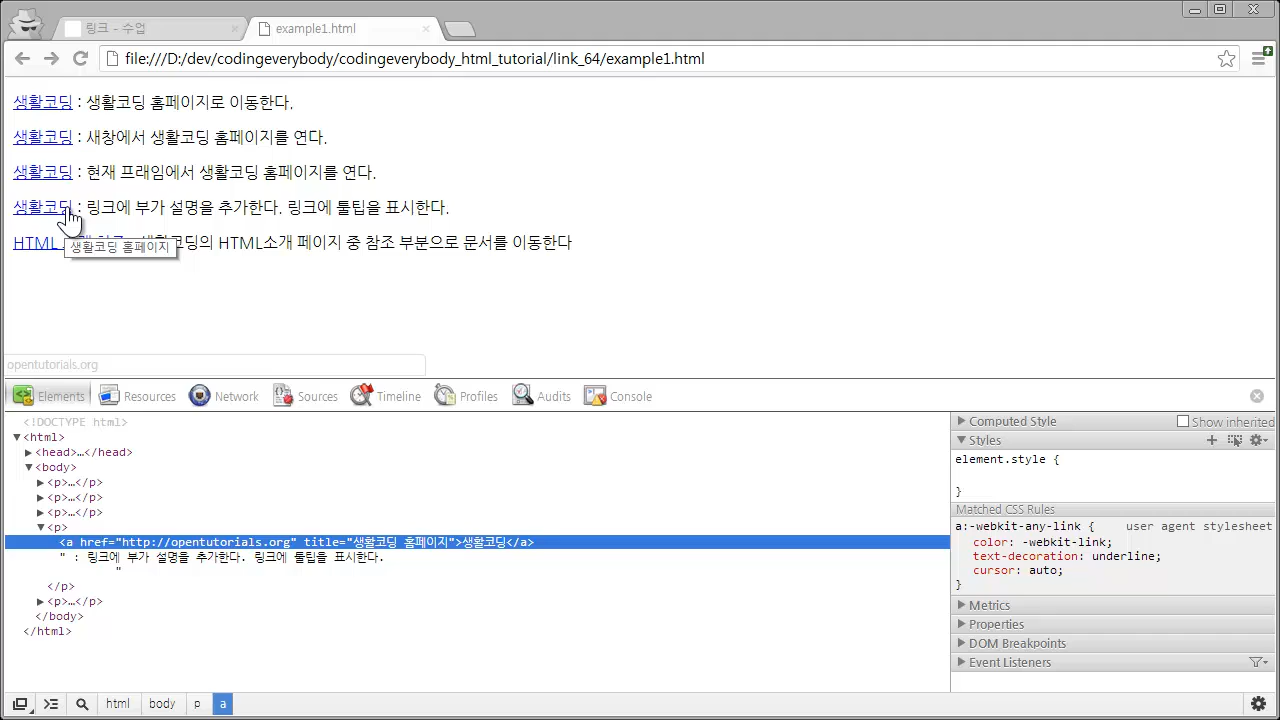 링크 - 수업
example1.html
file:///D:/dev/codingeverybody/codingeverybody_html_tutorial/link_64/example1.html
생활코딩 : 생활코딩 홈페이지로 이동한다.
생활코딩 : 새창에서 생활코딩 홈페이지를 연다.
생활코딩 : 현재 프래임에서 생활코딩 홈페이지를 연다.
생활코딩 : 링크에 부가 설명을 추가한다. 링크에 툴팁을 표시한다.
HTML 생활코딩의 HTML소개 페이지 중 참조 부분으로 문서를 이동한다
생활코딩 홈페이지
opentutorials.org
Elements Resources Network Sources Timeline Profiles Audits Console
<!DOCTYPE html>
▼<html>
▶<head>…</head>
▼<body>
▶<p>…</p>
▶<p>…</p>
▶<p>…</p>
▼<p>
<a href="http://opentutorials.org" title="생활코딩 홈페이지">생활코딩</a>
" : 링크에 부가 설명을 추가한다. 링크에 툴팁을 표시한다.
"
</p>
▶<p>…</p>
</body>
</html>
▶ Computed Style Show inherited
▼ Styles
element.style {
}
Matched CSS Rules
a:-webkit-any-link { user agent stylesheet
color: -webkit-link;
text-decoration: underline;
cursor: auto;
}
▶ Metrics
▶ Properties
▶ DOM Breakpoints
▶ Event Listeners
html body p a